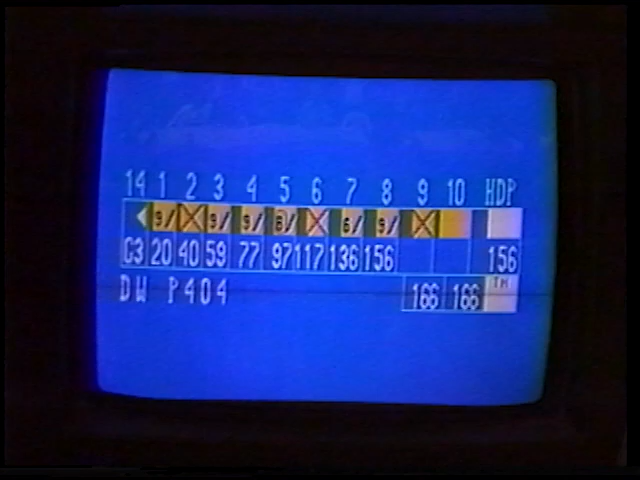 14 1 2 3 4 5 6 7 8 9 10 HDP
9/ X 9/ 9/ 8/ X 6/ 9/ X
C3 20 40 59 77 97 117 136 156 156
DW P404 166 166 TM